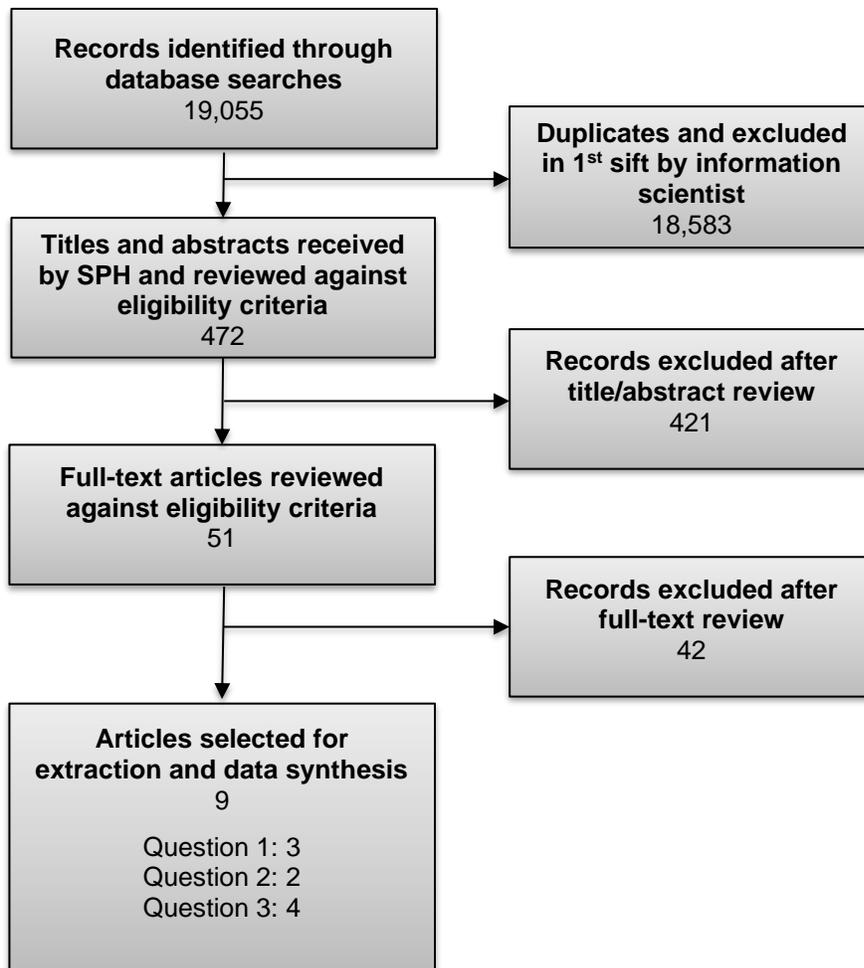 Records identified through
database searches
19,055
Duplicates and excluded
in 1st sift by information
scientist
18,583
Titles and abstracts received
by SPH and reviewed against
eligibility criteria
472
Records excluded after
title/abstract review
421
Full-text articles reviewed
against eligibility criteria
51
Records excluded after
full-text review
42
Articles selected for
extraction and data synthesis
9
Question 1: 3
Question 2: 2
Question 3: 4